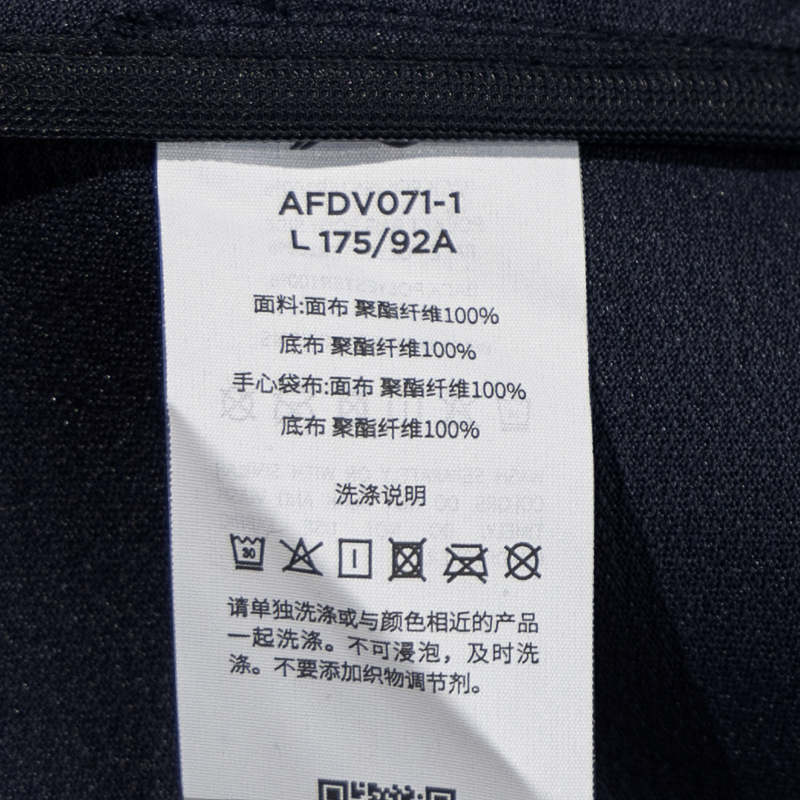 AFDV071-1
L 175/92A
面料:面布 聚酯纤维100%
底布 聚酯纤维100%
手心袋布:面布 聚酯纤维100%
底布 聚酯纤维100%
洗涤说明
30
请单独洗涤或与颜色相近的产品
一起洗涤。不可浸泡，及时洗
涤。不要添加织物调节剂。